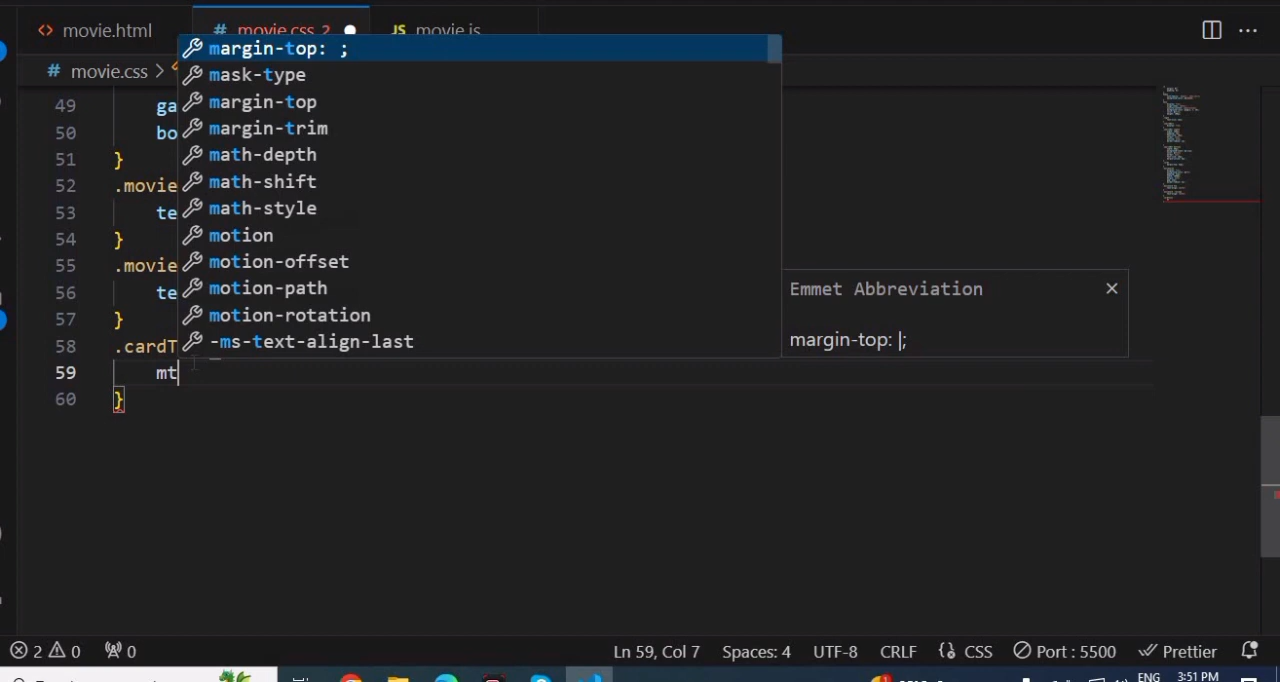 <> movie.html # movie.css 2 JS movie.js ...
# movie.css >
margin-top: ;
mask-type
margin-top
margin-trim
math-depth
math-shift
math-style
motion
motion-offset
motion-path
motion-rotation
-ms-text-align-last
Emmet Abbreviation
margin-top: |;
49 ga
50 bo
51 }
52 .movie
53 te
54 }
55 .movie
56 te
57 }
58 .cardT
59 mt
60 }
2 0 0 Ln 59, Col 7 Spaces: 4 UTF-8 CRLF {} CSS Port : 5500 Prettier
ENG 3:51 PM